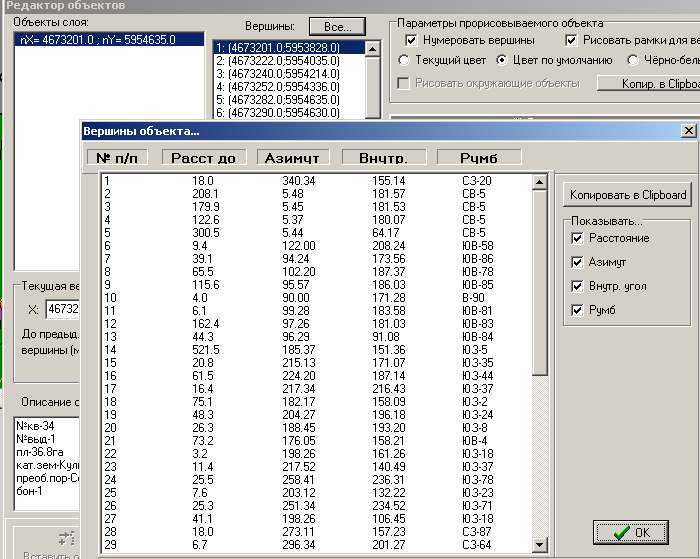 Редактор объектов
Объекты слоя:
nX= 4673201.0 ; nY= 5954635.0
Вершины:
Все...
1: (4673201.0;5953828.0)
2: (4673222.0;5954035.0)
3: (4673240.0;5954214.0)
4: (4673252.0;5954336.0)
5: (4673282.0;5954635.0)
6: (4673290.0;5954630.0)
Параметры прорисовываемого объекта
Нумеровать вершины
Рисовать рамки для ве
Текущий цвет
Цвет по умолчанию
Чёрно-бель
Рисовать окружающие объекты
Копир. в Clipboa
Вершины объекта...
№ п/п Расст до Азимут Внутр. Румб
1 18.0 340.34 155.14 СЗ-20
2 208.1 5.48 181.57 СВ-5
3 179.9 5.45 181.53 СВ-5
4 122.6 5.37 180.07 СВ-5
5 300.5 5.44 64.17 СВ-5
6 9.4 122.00 208.24 ЮВ-58
7 39.1 94.24 173.56 ЮВ-86
8 65.5 102.20 187.37 ЮВ-78
9 115.6 95.57 186.03 ЮВ-85
10 4.0 90.00 171.28 В-90
11 6.1 99.28 183.58 ЮВ-81
12 162.4 97.26 181.03 ЮВ-83
13 44.3 96.29 91.08 ЮВ-84
14 521.5 185.37 151.36 ЮЗ-5
15 20.8 215.13 171.07 ЮЗ-35
16 61.5 224.20 187.14 ЮЗ-44
17 16.4 217.34 216.43 ЮЗ-37
18 75.1 182.17 158.09 ЮЗ-2
19 48.3 204.27 196.18 ЮЗ-24
20 26.3 188.45 193.20 ЮЗ-8
21 73.2 176.05 158.21 ЮВ-4
22 3.2 198.26 161.26 ЮЗ-18
23 11.4 217.52 140.49 ЮЗ-37
24 25.5 258.41 236.31 ЮЗ-78
25 7.6 203.12 132.22 ЮЗ-23
26 25.3 251.34 234.52 ЮЗ-71
27 41.1 198.26 106.45 ЮЗ-18
28 18.0 273.11 157.23 СЗ-87
29 6.7 296.34 201.27 СЗ-64
Копировать в Clipboard
Показывать...
Расстояние
Азимут
Внутр. угол
Румб
OK
Текущая ве
X: 46732
До предыд.
вершины (м
Описание о
№кв-34
№выд-1
пл-36.8га
кат.зем-Куль
преоб.пор-С
бон-1
Вставить о